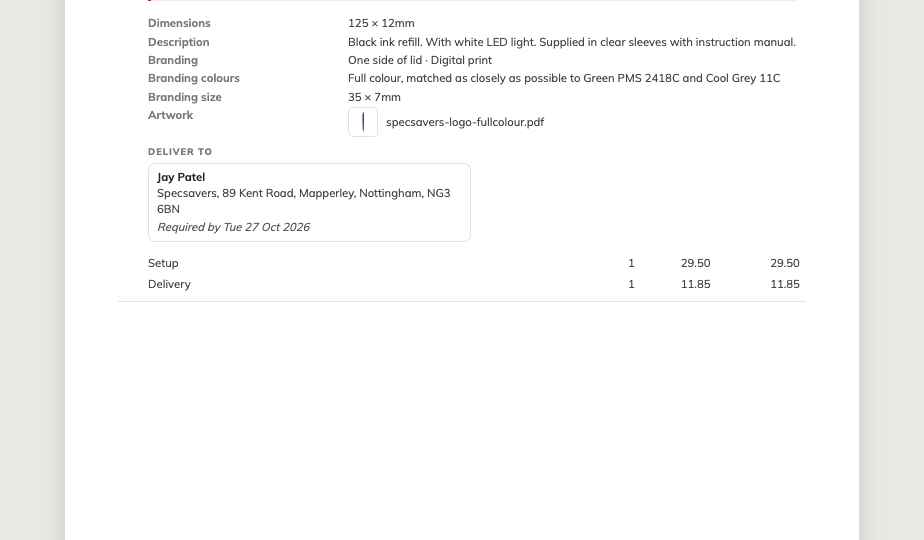 Dimensions 125 × 12mm
Description Black ink refill. With white LED light. Supplied in clear sleeves with instruction manual.
Branding One side of lid · Digital print
Branding colours Full colour, matched as closely as possible to Green PMS 2418C and Cool Grey 11C
Branding size 35 × 7mm
Artwork specsavers-logo-fullcolour.pdf
DELIVER TO
Jay Patel
Specsavers, 89 Kent Road, Mapperley, Nottingham, NG3
6BN
Required by Tue 27 Oct 2026
Setup 1 29.50 29.50
Delivery 1 11.85 11.85